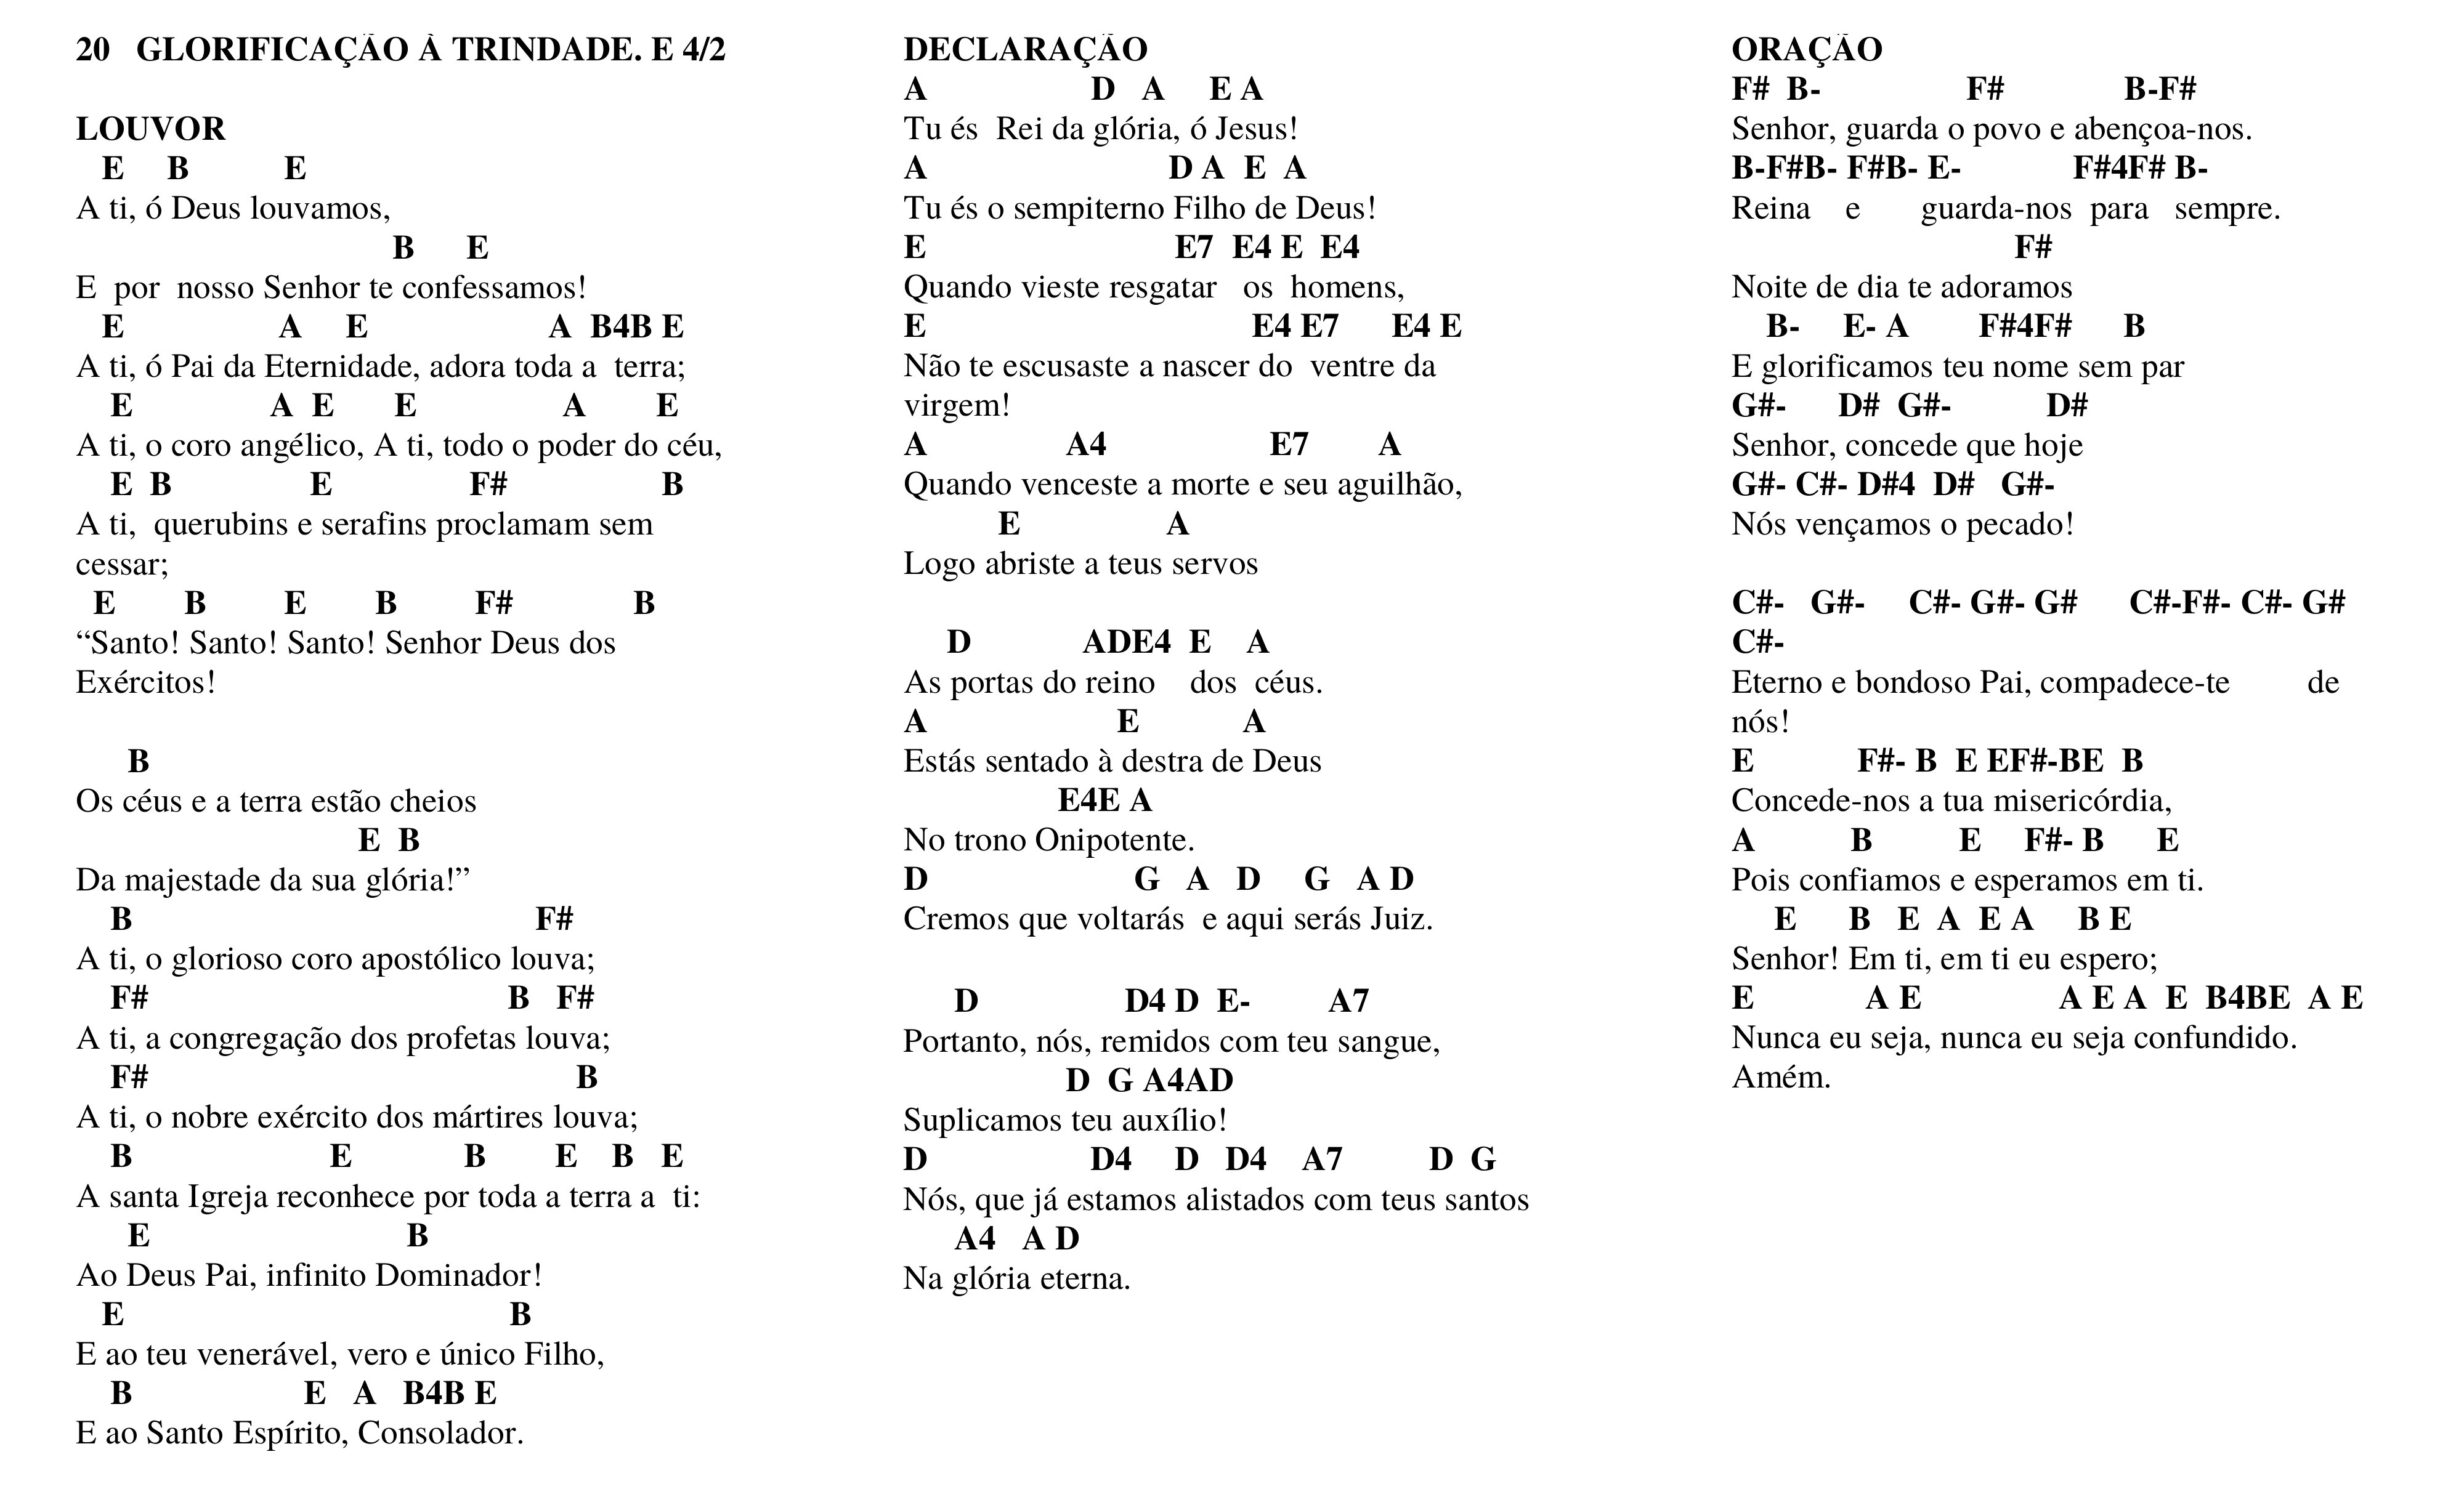 20   GLORIFICAÇÃO À TRINDADE. E 4/2
LOUVOR
E     B           E
A ti, ó Deus louvamos,
B      E
E  por  nosso Senhor te confessamos!
E                  A     E                     A  B4B E
A ti, ó Pai da Eternidade, adora toda a  terra;
E                A  E       E                 A        E
A ti, o coro angélico, A ti, todo o poder do céu,
E  B                E                F#                  B
A ti,  querubins e serafins proclamam sem
cessar;
E        B         E        B         F#              B
“Santo! Santo! Santo! Senhor Deus dos
Exércitos!
B
Os céus e a terra estão cheios
E  B
Da majestade da sua glória!”
B                                               F#
A ti, o glorioso coro apostólico louva;
F#                                          B   F#
A ti, a congregação dos profetas louva;
F#                                                  B
A ti, o nobre exército dos mártires louva;
B                       E             B        E    B   E
A santa Igreja reconhece por toda a terra a  ti:
E                              B
Ao Deus Pai, infinito Dominador!
E                                             B
E ao teu venerável, vero e único Filho,
B                    E   A   B4B E
E ao Santo Espírito, Consolador.
DECLARAÇÃO
A                   D   A     E A
Tu és  Rei da glória, ó Jesus!
A                            D A  E  A
Tu és o sempiterno Filho de Deus!
E                             E7  E4 E  E4
Quando vieste resgatar   os  homens,
E                                      E4 E7      E4 E
Não te escusaste a nascer do  ventre da
virgem!
A                A4                   E7        A
Quando venceste a morte e seu aguilhão,
E                 A
Logo abriste a teus servos
D             ADE4  E    A
As portas do reino    dos  céus.
A                      E            A
Estás sentado à destra de Deus
E4E A
No trono Onipotente.
D                        G   A   D     G   A D
Cremos que voltarás  e aqui serás Juiz.
D                 D4 D  E-         A7
Portanto, nós, remidos com teu sangue,
D  G A4AD
Suplicamos teu auxílio!
D                   D4     D   D4    A7          D  G
Nós, que já estamos alistados com teus santos
A4   A D
Na glória eterna.
ORAÇÃO
F#  B-                 F#              B-F#
Senhor, guarda o povo e abençoa-nos.
B-F#B- F#B- E-             F#4F# B-
Reina    e       guarda-nos  para   sempre.
F#
Noite de dia te adoramos
B-     E- A        F#4F#      B
E glorificamos teu nome sem par
G#-      D#  G#-           D#
Senhor, concede que hoje
G#- C#- D#4  D#   G#-
Nós vençamos o pecado!
C#-   G#-     C#- G#- G#      C#-F#- C#- G#
C#-
Eterno e bondoso Pai, compadece-te         de
nós!
E            F#- B  E EF#-BE  B
Concede-nos a tua misericórdia,
A           B          E     F#- B      E
Pois confiamos e esperamos em ti.
E      B   E  A  E A     B E
Senhor! Em ti, em ti eu espero;
E             A E                A E A  E  B4BE  A E
Nunca eu seja, nunca eu seja confundido.
Amém.